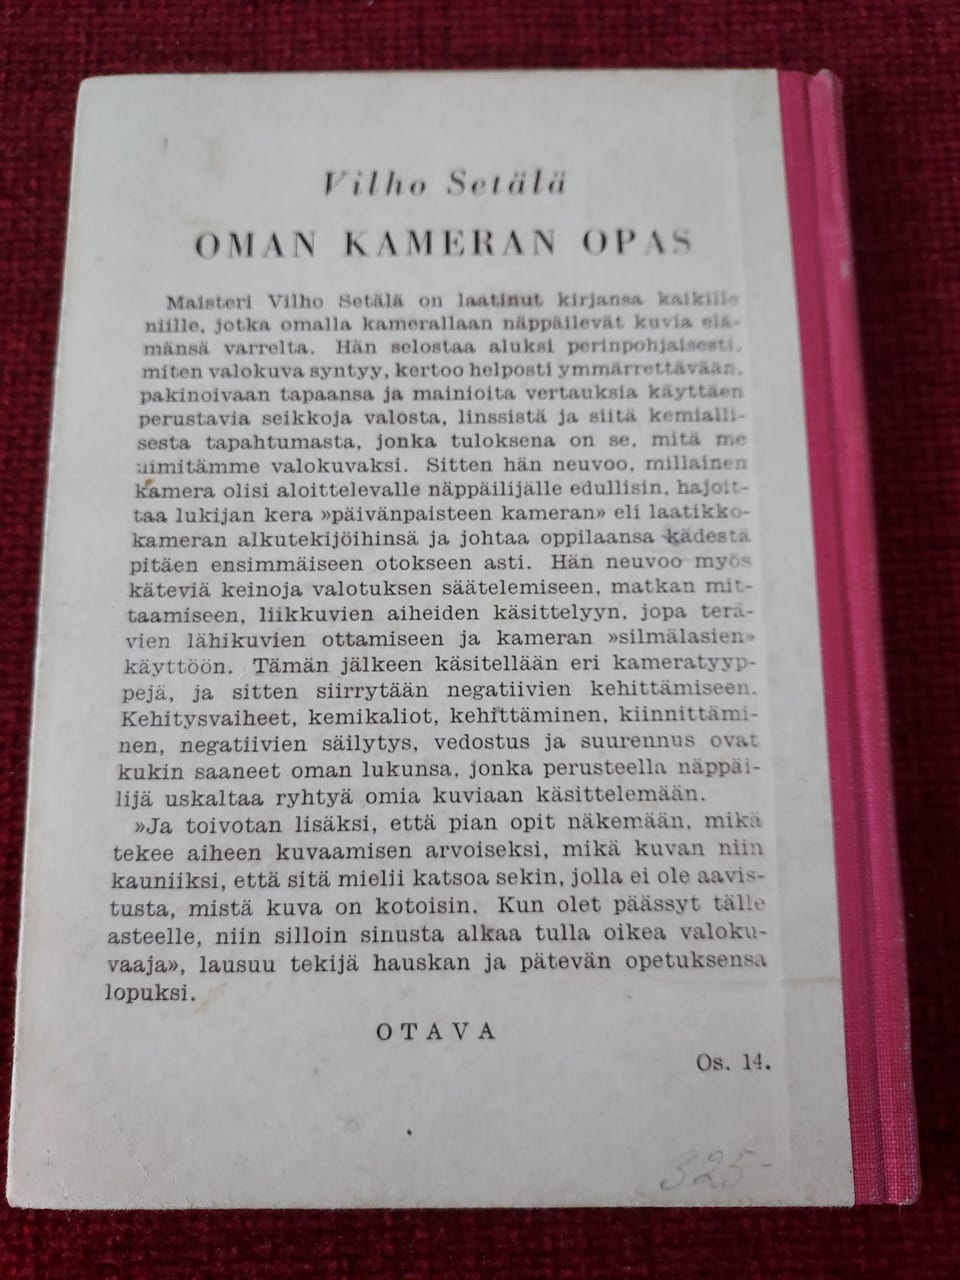 Vilho Setälä
OMAN KAMERAN OPAS
Maisteri Vilho Setälä on laatinut kirjansa kaikille
niille, jotka omalla kamerallaan näppäilevät kuvia elä-
mänsä varrelta. Hän selostaa aluksi perinpohjaisesti,
miten valokuva syntyy, kertoo helposti ymmärrettävään,
pakinoivaan tapaansa ja mainioita vertauksia käyttäen
perustavia seikkoja valosta, linssistä ja siitä kemialli-
sesta tapahtumasta, jonka tuloksena on se, mitä me
nimitämme valokuvaksi. Sitten hän neuvoo, millainen
kamera olisi aloittelevalle näppäilijälle edullisin, hajoit-
taa lukijan kera »päivänpaisteen kameran» eli laatikko-
kameran alkutekijöihinsä ja johtaa oppilaansa kädestä
pitäen ensimmäiseen otokseen asti. Hän neuvoo myös
käteviä keinoja valotuksen säätelemiseen, matkan mit-
taamiseen, liikkuvien aiheiden käsittelyyn, jopa terä-
vien lähikuvien ottamiseen ja kameran »silmälasien»
käyttöön. Tämän jälkeen käsitellään eri kameratyyp-
pejä, ja sitten siirrytään negatiivien kehittämiseen.
Kehitysvaiheet, kemikaliot, kehittäminen, kiinnittämi-
nen, negatiivien säilytys, vedostus ja suurennus ovat
kukin saaneet oman lukunsa, jonka perusteella näppäi-
lijä uskaltaa ryhtyä omia kuviaan käsittelemään.
»Ja toivotan lisäksi, että pian opit näkemään, mikä
tekee aiheen kuvaamisen arvoiseksi, mikä kuvan niin
kauniiksi, että sitä mielii katsoa sekin, jolla ei ole aavis-
tusta, mistä kuva on kotoisin. Kun olet päässyt tälle
asteelle, niin silloin sinusta alkaa tulla oikea valoku-
vaaja», lausuu tekijä hauskan ja pätevän opetuksensa
lopuksi.
OTAVA
Os. 14.
325-